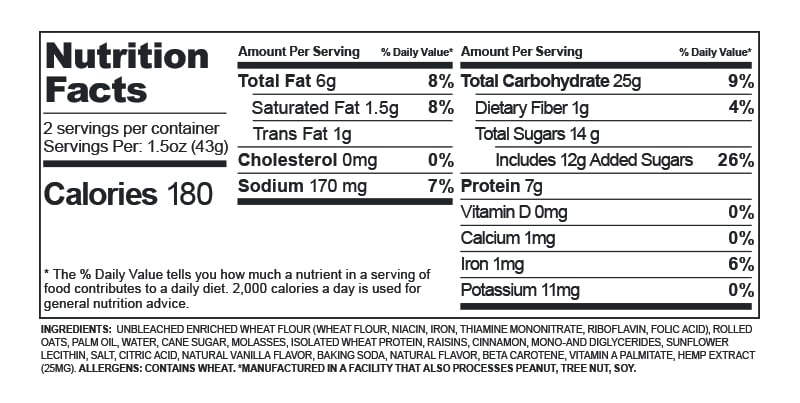 Nutrition
Facts
2 servings per container
Servings Per: 1.5oz (43g)
Calories 180
* The % Daily Value tells you how much a nutrient in a serving of
food contributes to a daily diet. 2,000 calories a day is used for
general nutrition advice.
Amount Per Serving % Daily Value*
Total Fat 6g 8%
Saturated Fat 1.5g 8%
Trans Fat 1g
Cholesterol 0mg 0%
Sodium 170 mg 7%
Amount Per Serving % Daily Value*
Total Carbohydrate 25g 9%
Dietary Fiber 1g 4%
Total Sugars 14 g
Includes 12g Added Sugars 26%
Protein 7g
Vitamin D 0mg 0%
Calcium 1mg 0%
Iron 1mg 6%
Potassium 11mg 0%
INGREDIENTS: UNBLEACHED ENRICHED WHEAT FLOUR (WHEAT FLOUR, NIACIN, IRON, THIAMINE MONONITRATE, RIBOFLAVIN, FOLIC ACID), ROLLED
OATS, PALM OIL, WATER, CANE SUGAR, MOLASSES, ISOLATED WHEAT PROTEIN, RAISINS, CINNAMON, MONO-AND DIGLYCERIDES, SUNFLOWER
LECITHIN, SALT, CITRIC ACID, NATURAL VANILLA FLAVOR, BAKING SODA, NATURAL FLAVOR, BETA CAROTENE, VITAMIN A PALMITATE, HEMP EXTRACT
(25MG). ALLERGENS: CONTAINS WHEAT. *MANUFACTURED IN A FACILITY THAT ALSO PROCESSES PEANUT, TREE NUT, SOY.